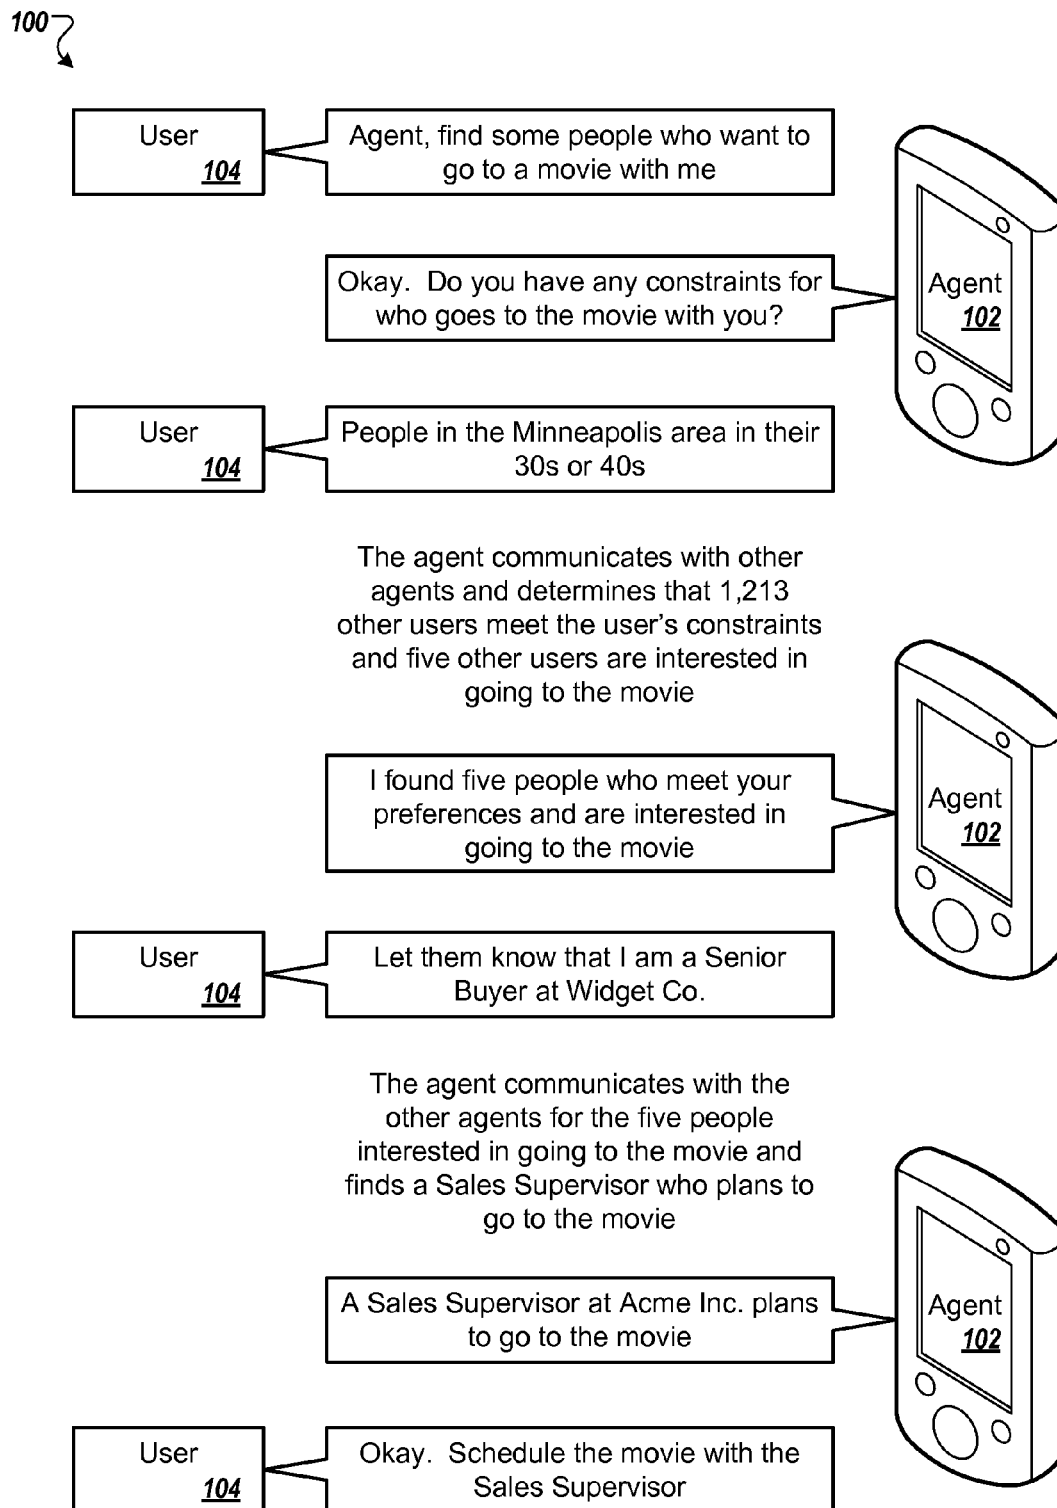 100
User
104
Agent, find some people who want to
go to a movie with me
Okay. Do you have any constraints for
who goes to the movie with you?
Agent
102
User
104
People in the Minneapolis area in their
30s or 40s
The agent communicates with other
agents and determines that 1,213
other users meet the user's constraints
and five other users are interested in
going to the movie
I found five people who meet your
preferences and are interested in
going to the movie
Agent
102
User
104
Let them know that I am a Senior
Buyer at Widget Co.
The agent communicates with the
other agents for the five people
interested in going to the movie and
finds a Sales Supervisor who plans to
go to the movie
A Sales Supervisor at Acme Inc. plans
to go to the movie
Agent
102
User
104
Okay. Schedule the movie with the
Sales Supervisor